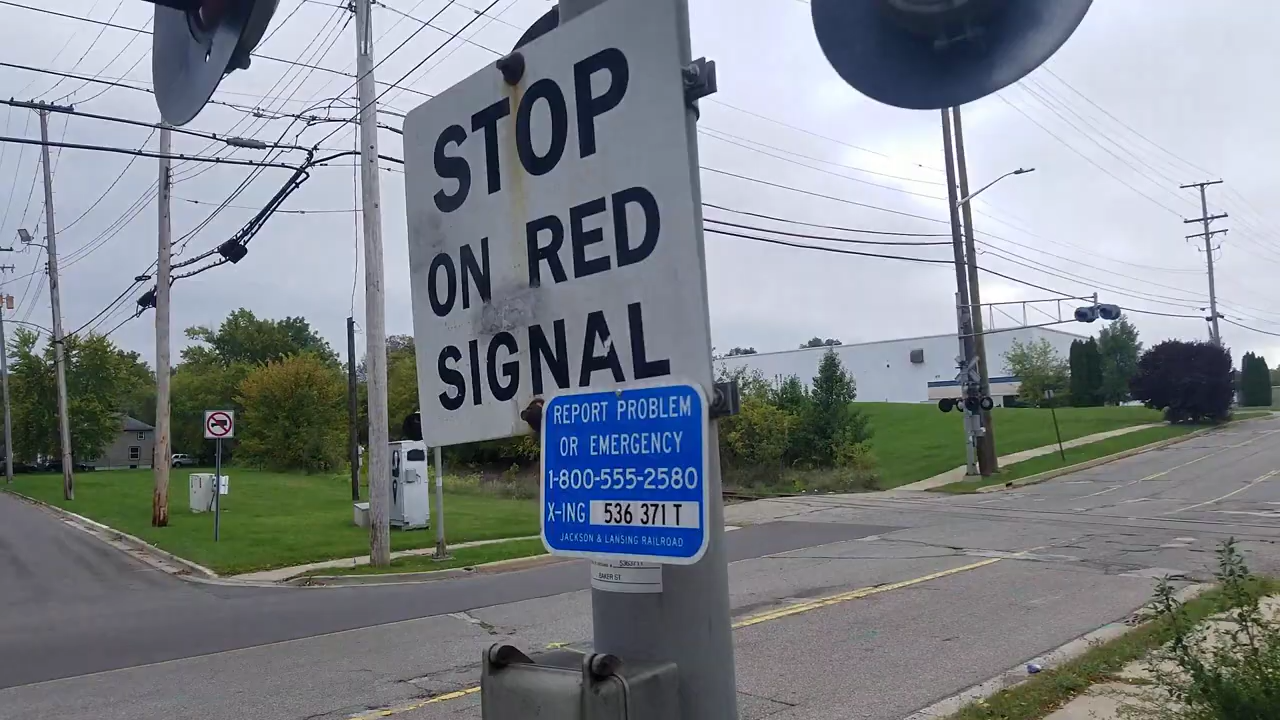 STOP
ON RED
SIGNAL
REPORT PROBLEM
OR EMERGENCY
1-800-555-2580
X-ING 536 371 T
JACKSON & LANSING RAILROAD
BAKER ST